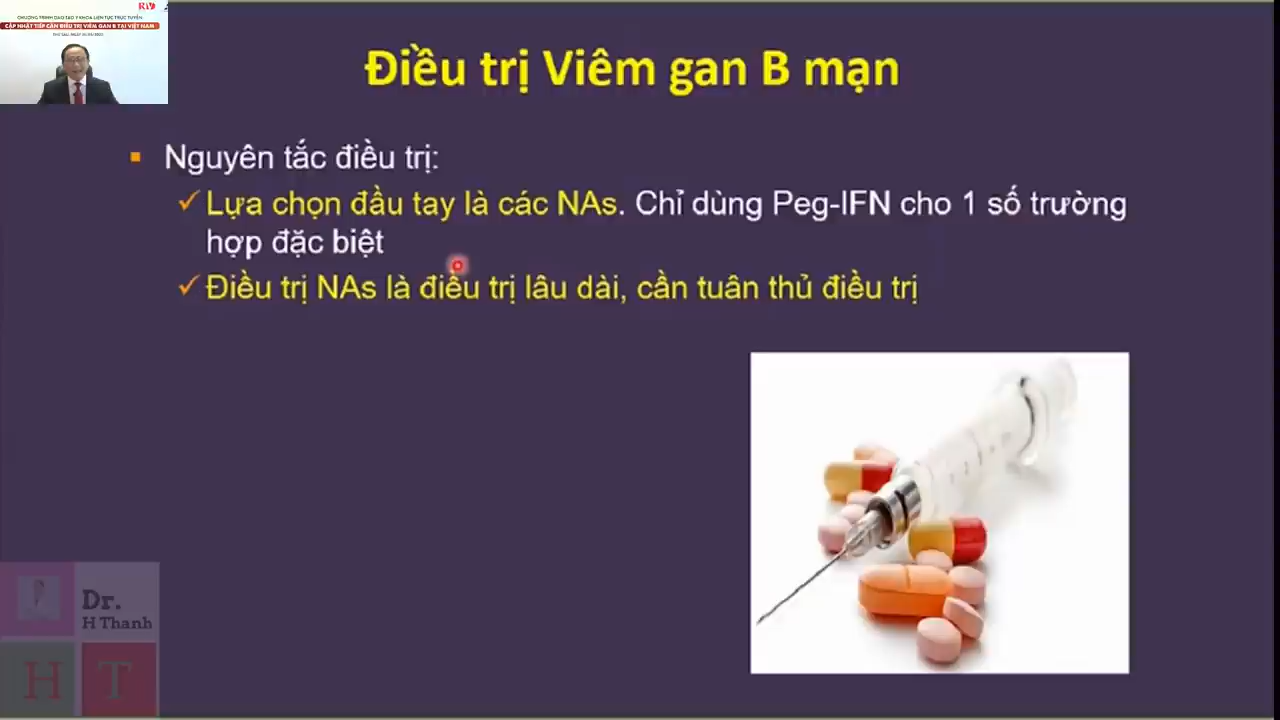 CHƯƠNG TRÌNH ĐÀO TẠO Y KHOA LIÊN TỤC TRỰC TUYẾN
CẬP NHẬT TIẾP CẬN ĐIỀU TRỊ VIÊM GAN B TẠI VIỆT NAM
Điều trị Viêm gan B mạn
Nguyên tắc điều trị:
Lựa chọn đầu tay là các NAs. Chỉ dùng Peg-IFN cho 1 số trường
hợp đặc biệt
Điều trị NAs là điều trị lâu dài, cần tuân thủ điều trị
Dr.
H Thanh
H T